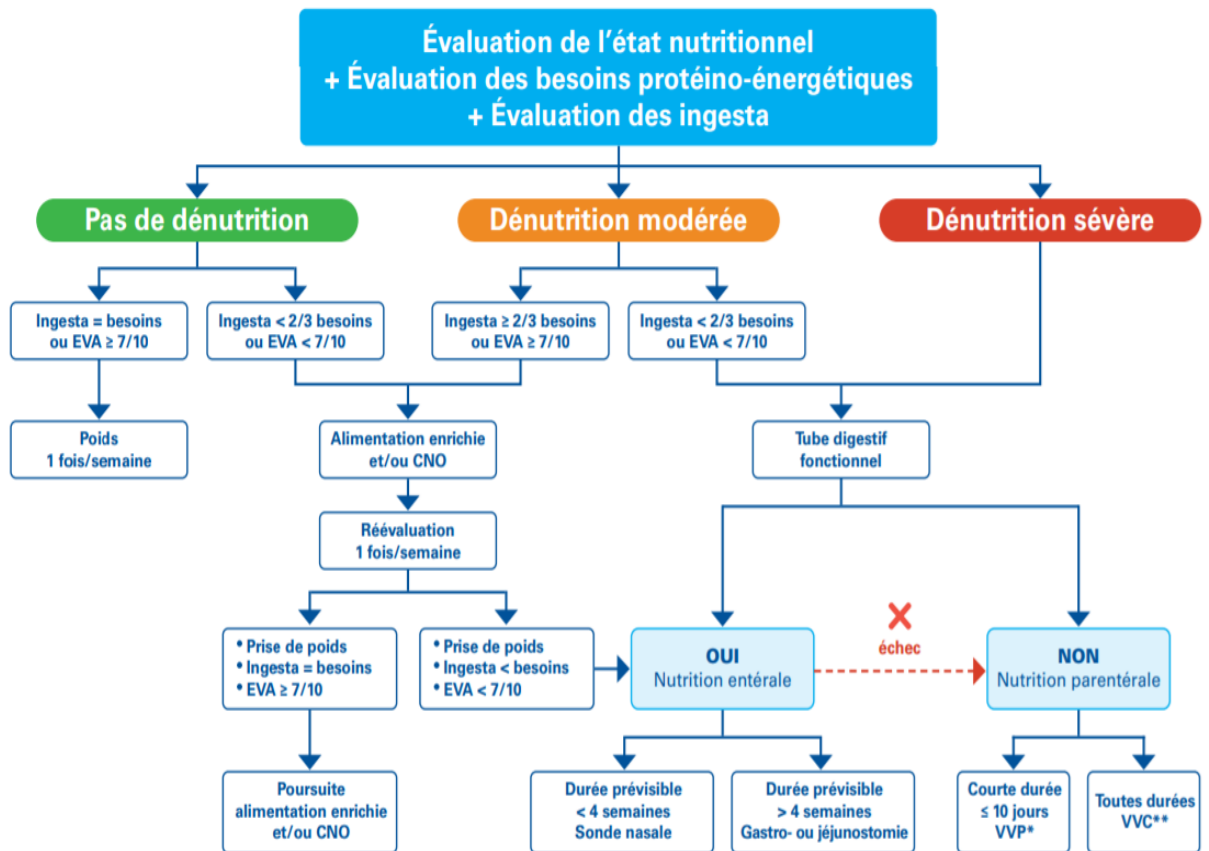 Évaluation de l'état nutritionnel
+ Évaluation des besoins protéino-énergétiques
+ Évaluation des ingesta
Pas de dénutrition
Dénutrition modérée
Dénutrition sévère
Ingesta = besoins
ou EVA ≥ 7/10
Ingesta < 2/3 besoins
ou EVA < 7/10
Ingesta ≥ 2/3 besoins
ou EVA ≥ 7/10
Ingesta < 2/3 besoins
ou EVA < 7/10
Poids
1 fois/semaine
Alimentation enrichie
et/ou CNO
Tube digestif
fonctionnel
Réévaluation
1 fois/semaine
• Prise de poids
• Ingesta = besoins
• EVA ≥ 7/10
• Prise de poids
• Ingesta < besoins
• EVA < 7/10
OUI
Nutrition entérale
échec
NON
Nutrition parentérale
Poursuite
alimentation enrichie
et/ou CNO
Durée prévisible
< 4 semaines
Sonde nasale
Durée prévisible
> 4 semaines
Gastro- ou jéjunostomie
Courte durée
≤ 10 jours
VVP*
Toutes durées
VVC**